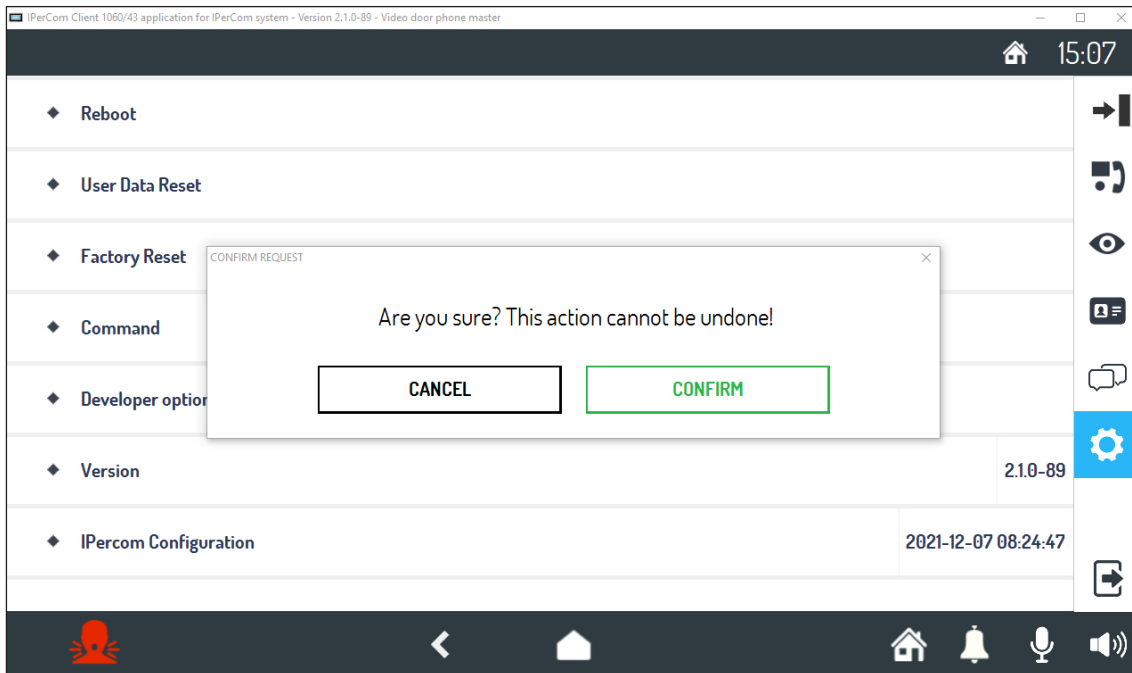 IPerCom Client 1060/43 application for IPerCom system - Version 2.1.0-89 - Video door phone master
15:07
Reboot
User Data Reset
Factory Reset
CONFIRM REQUEST
Are you sure? This action cannot be undone!
Command
CANCEL
CONFIRM
Developer option
Version
2.1.0-89
IPercom Configuration
2021-12-07 08:24:47